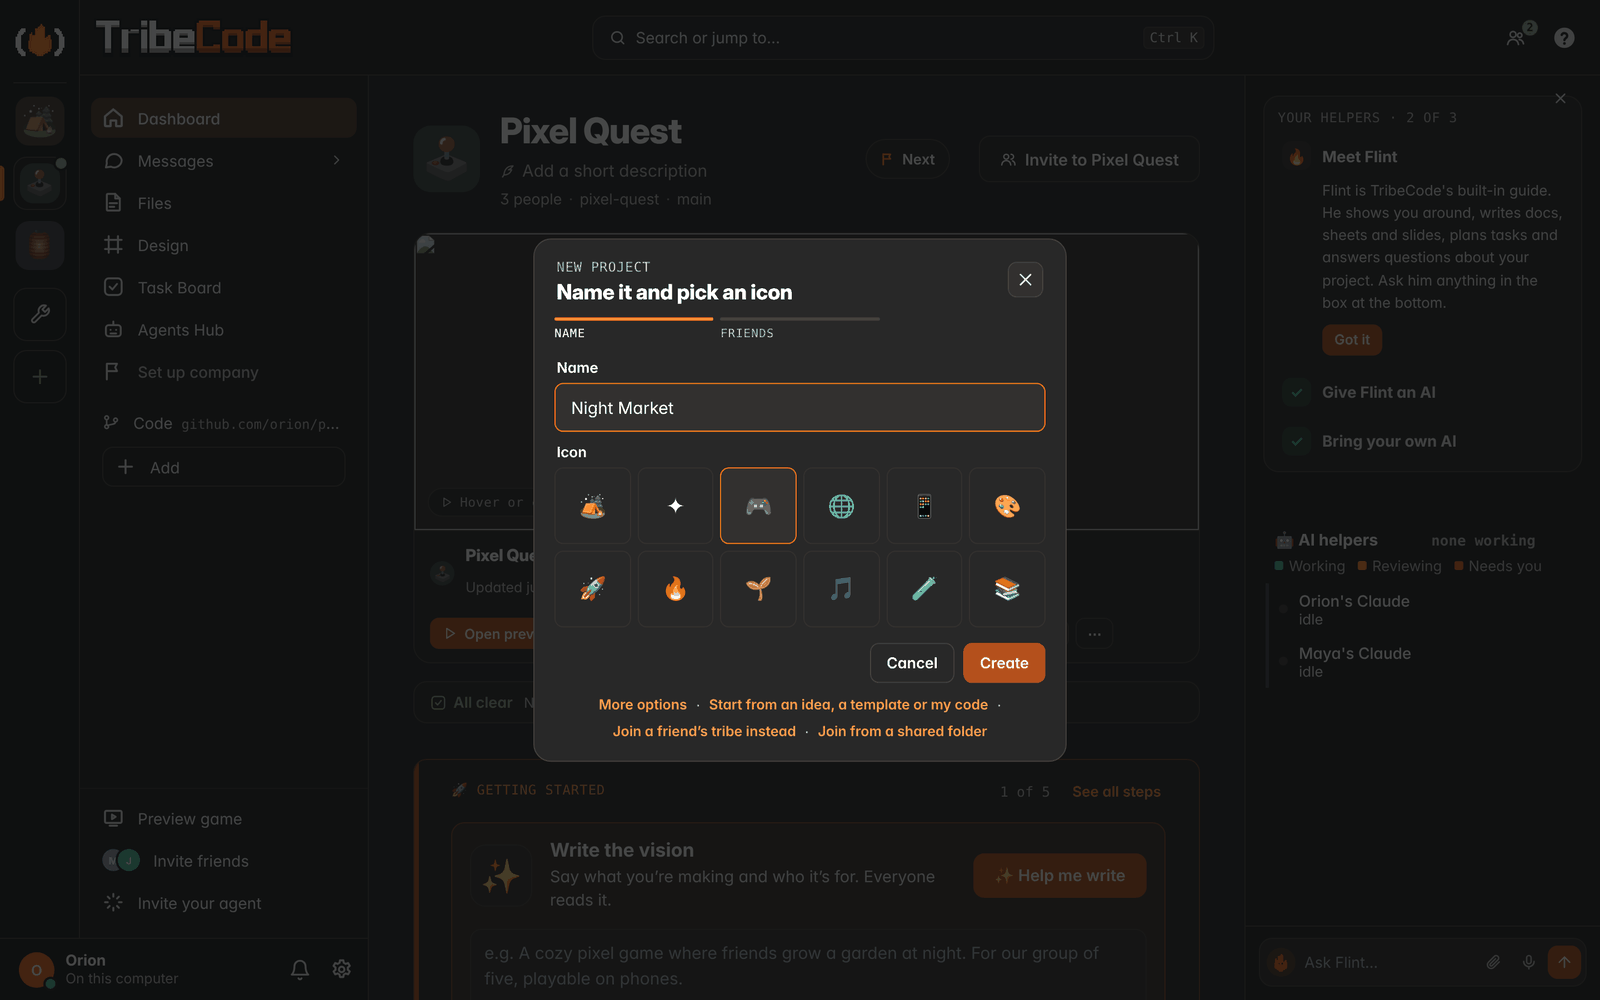 TribeCode
Search or jump to...
Ctrl K
2
?
Dashboard
Messages
Files
Design
Task Board
Agents Hub
Set up company
Code github.com/orion/p...
Add
Preview game
N J Invite friends
Invite your agent
O
Orion
On this computer
Pixel Quest
Add a short description
3 people · pixel-quest · main
Next
Invite to Pixel Quest
Hover or
Pixel Que
Updated ju
Open prev
...
All clear N
NEW PROJECT
Name it and pick an icon
NAME
FRIENDS
Name
Night Market
Icon
Cancel
Create
More options · Start from an idea, a template or my code ·
Join a friend’s tribe instead · Join from a shared folder
GETTING STARTED
1 of 5
See all steps
Write the vision
Say what you’re making and who it’s for. Everyone
reads it.
Help me write
e.g. A cozy pixel game where friends grow a garden at night. For our group of
five, playable on phones.
YOUR HELPERS · 2 OF 3
Meet Flint
Flint is TribeCode's built-in guide.
He shows you around, writes docs,
sheets and slides, plans tasks and
answers questions about your
project. Ask him anything in the
box at the bottom.
Got it
Give Flint an AI
Bring your own AI
AI helpers
none working
Working
Reviewing
Needs you
Orion's Claude
idle
Maya's Claude
idle
Ask Flint...